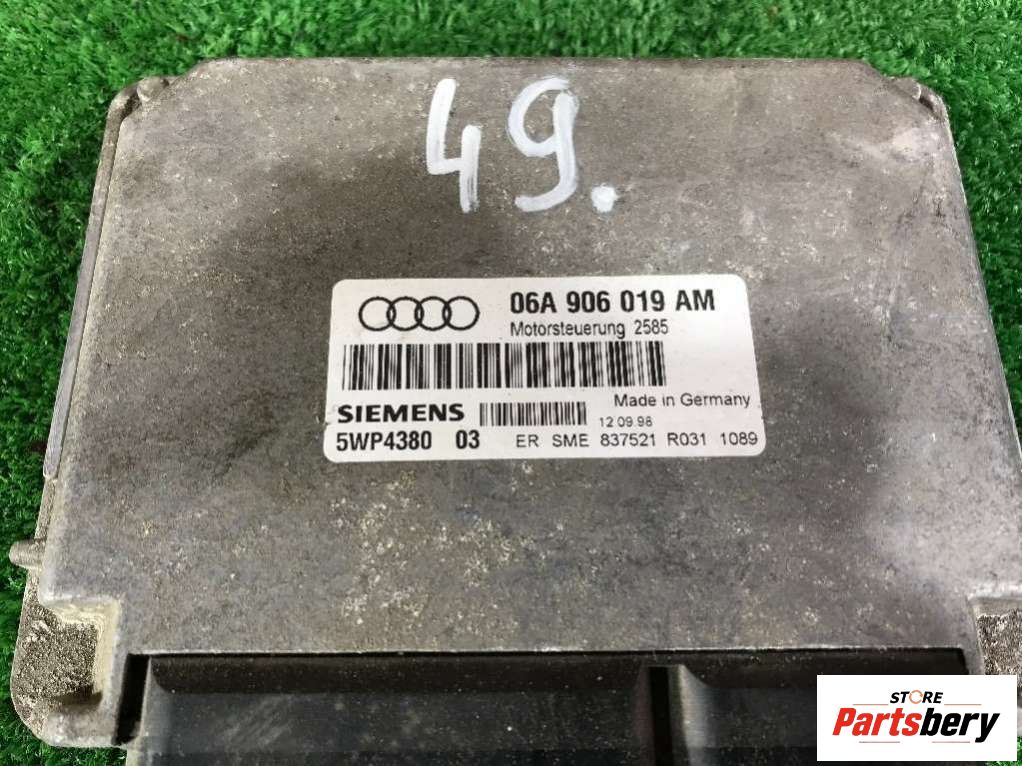 49.
06A 906 019 AM
Motorsteuerung 2585
Made in Germany
SIEMENS
12 09.98
5WP4380 03 ER SME 837521 R031 1089
STORE
Partsbery